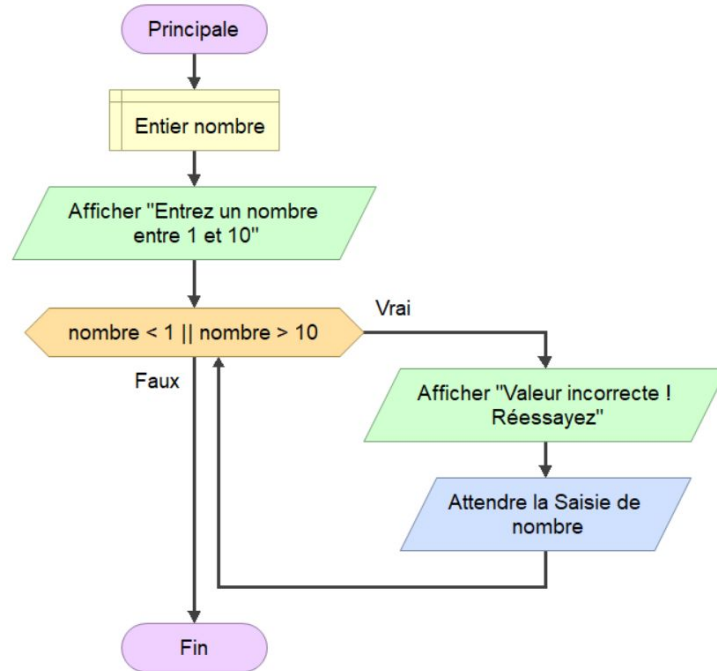 Principale
Entier nombre
Afficher "Entrez un nombre
entre 1 et 10"
nombre < 1 || nombre > 10
Vrai
Faux
Afficher "Valeur incorrecte !
Réessayez"
Attendre la Saisie de
nombre
Fin